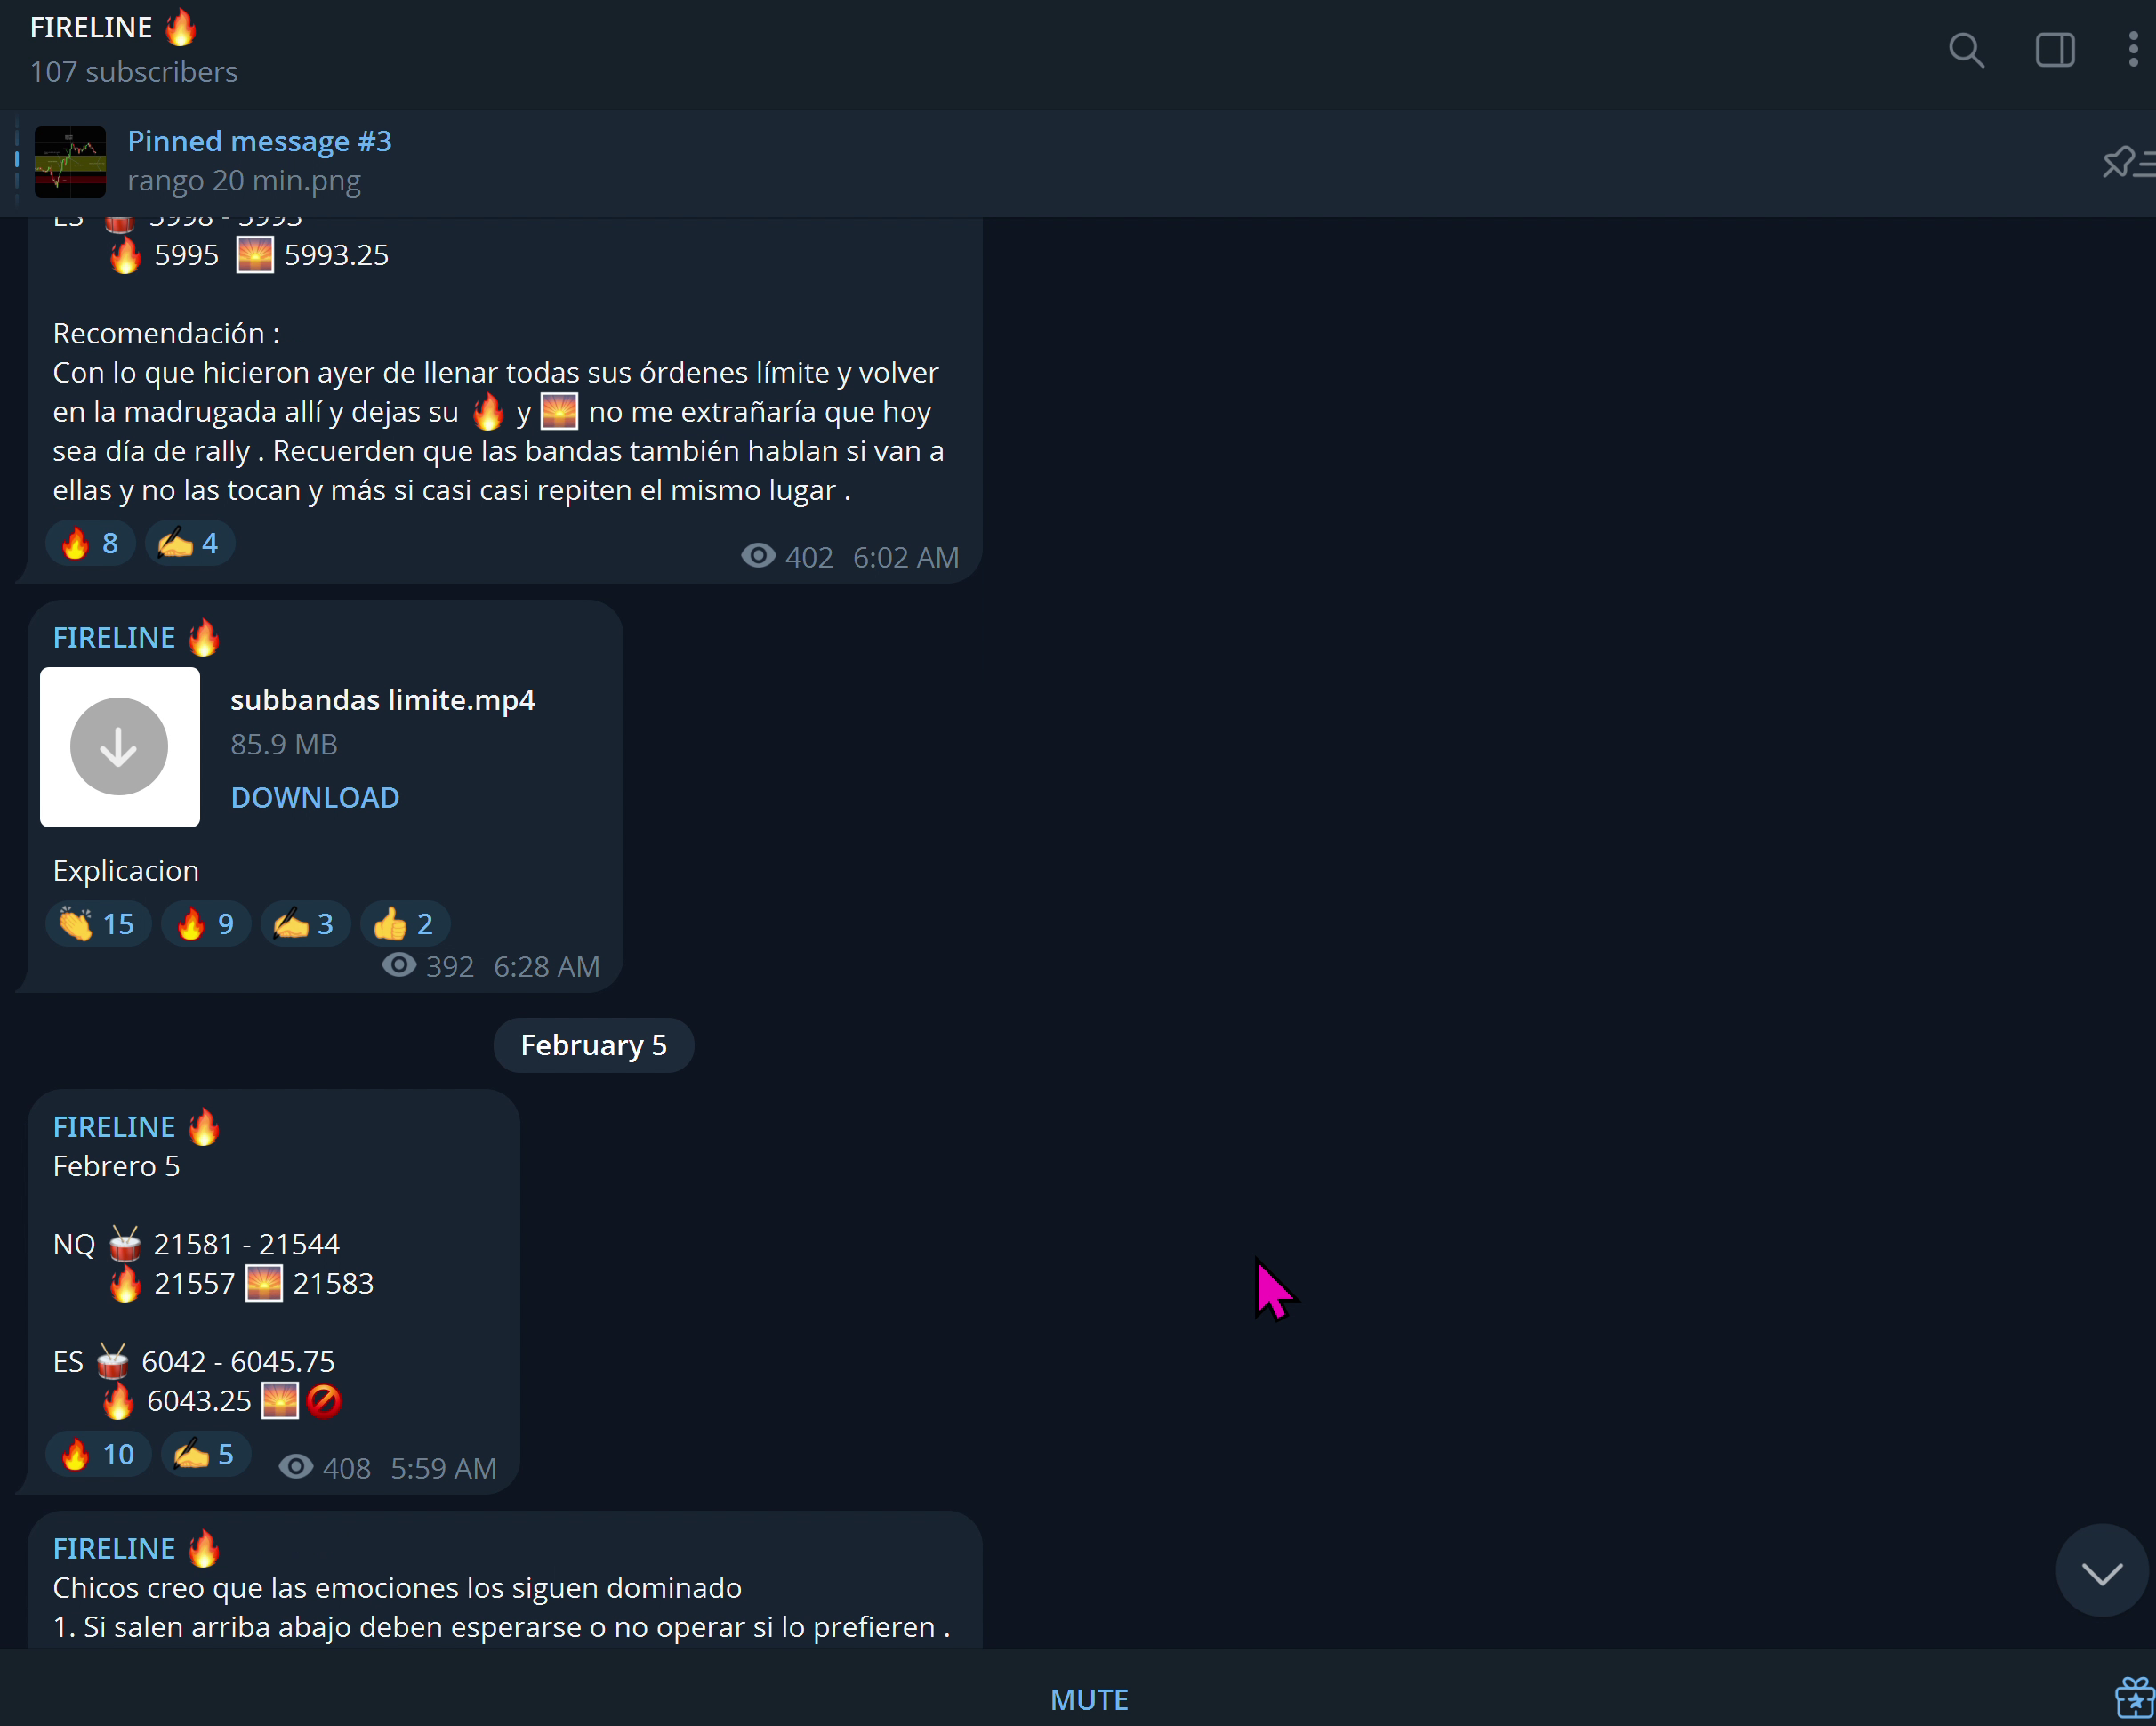 FIRELINE 🔥
107 subscribers
Pinned message #3
rango 20 min.png
ES 🥁 5998 - 5993
🔥 5995 🌅 5993.25
Recomendación :
Con lo que hicieron ayer de llenar todas sus órdenes límite y volver
en la madrugada allí y dejas su 🔥 y 🌅 no me extrañaría que hoy
sea día de rally . Recuerden que las bandas también hablan si van a
ellas y no las tocan y más si casi casi repiten el mismo lugar .
🔥 8 ✍️ 4
402 6:02 AM
FIRELINE 🔥
subbandas limite.mp4
85.9 MB
DOWNLOAD
Explicacion
👏 15 🔥 9 ✍️ 3 👍 2
392 6:28 AM
February 5
FIRELINE 🔥
Febrero 5
NQ 🥁 21581 - 21544
🔥 21557 🌅 21583
ES 🥁 6042 - 6045.75
🔥 6043.25 🌅🚫
🔥 10 ✍️ 5 408 5:59 AM
FIRELINE 🔥
Chicos creo que las emociones los siguen dominado
1. Si salen arriba abajo deben esperarse o no operar si lo prefieren .
MUTE